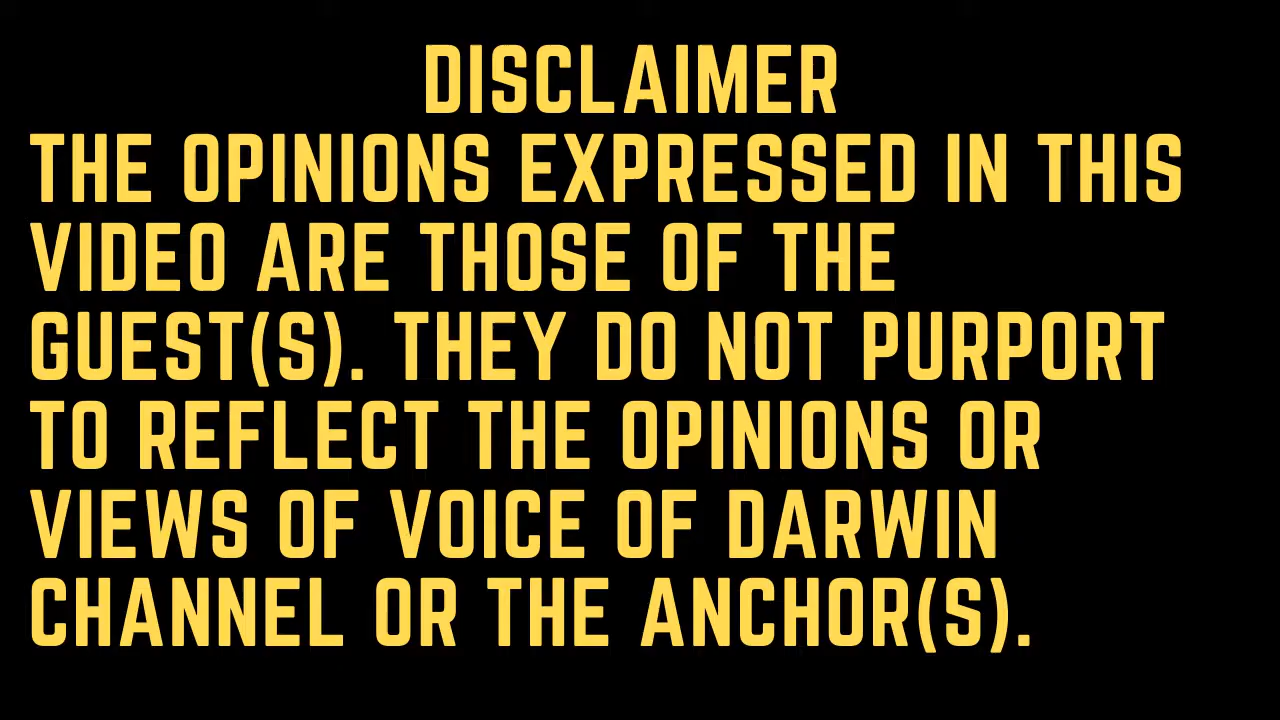 DISCLAIMER
THE OPINIONS EXPRESSED IN THIS
VIDEO ARE THOSE OF THE
GUEST(S). THEY DO NOT PURPORT
TO REFLECT THE OPINIONS OR
VIEWS OF VOICE OF DARWIN
CHANNEL OR THE ANCHOR(S).